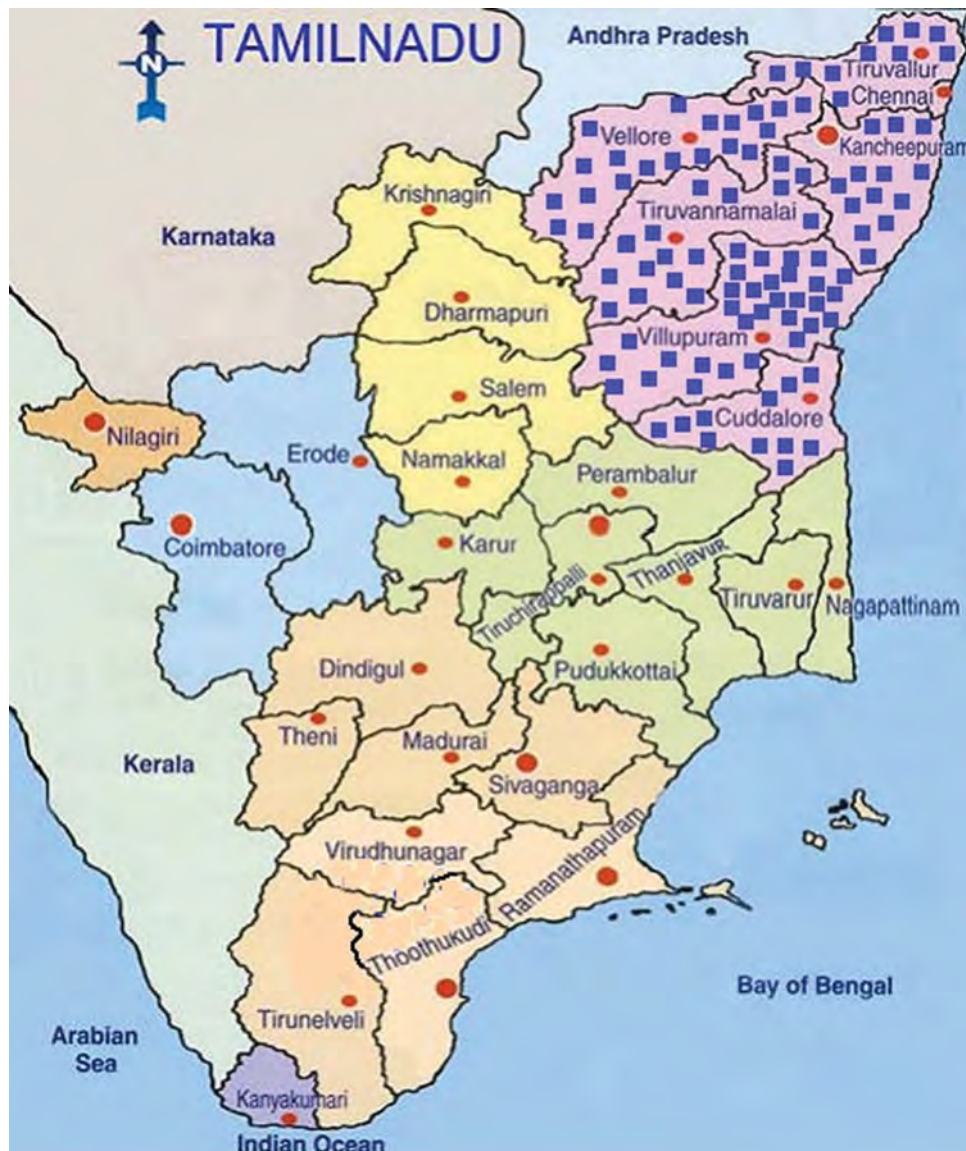 TAMILNADU
N
Andhra Pradesh
Tiruvallur
Chennai
Vellore
Kancheepuram
Krishnagiri
Tiruvannamalai
Karnataka
Dharmapuri
Villupuram
Salem
Cuddalore
Nilagiri
Erode
Namakkal
Perambalur
Coimbatore
Karur
Thanjavur
Tiruchirappalli
Tiruvarur
Nagapattinam
Dindigul
Pudukkottai
Theni
Madurai
Kerala
Sivaganga
Virudhunagar
Ramanathapuram
Thoothukudi
Tirunelveli
Bay of Bengal
Arabian
Sea
Kanyakumari
Indian Ocean